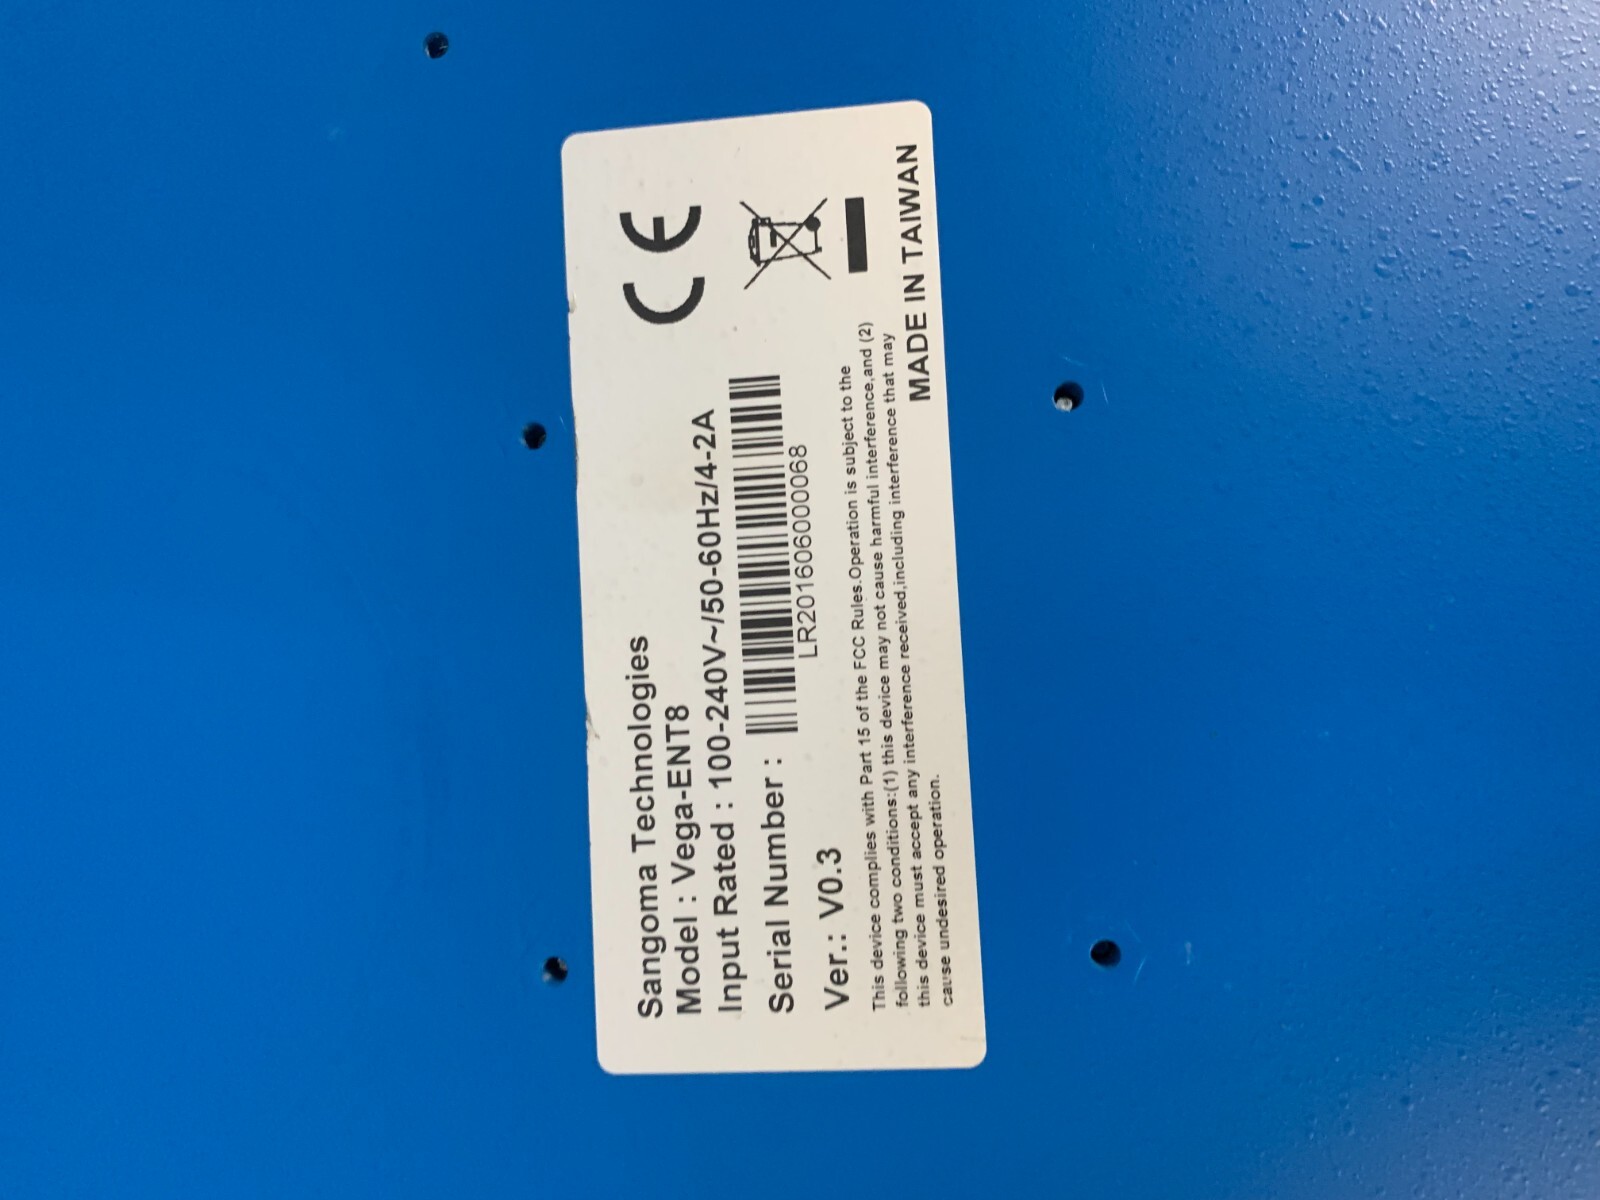 Sangoma Technologies
Model : Vega-ENT8
Input Rated : 100-240V~/50-60Hz/4-2A
Serial Number :
LR201606000068
Ver.: V0.3
This device complies with Part 15 of the FCC Rules.Operation is subject to the
following two conditions:(1) this device may not cause harmful interference,and (2)
this device must accept any interference received,including interference that may
cause undesired operation.
CE
MADE IN TAIWAN